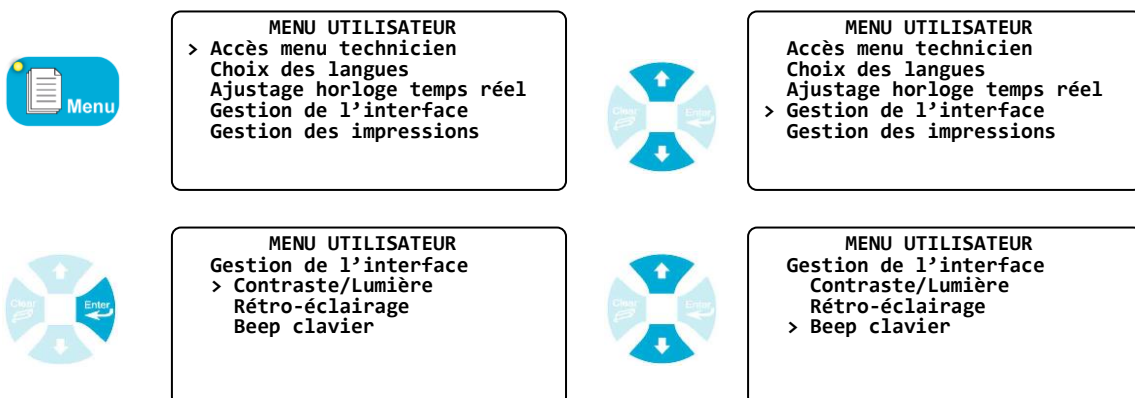 Menu
MENU UTILISATEUR
> Accès menu technicien
Choix des langues
Ajustage horloge temps réel
Gestion de l’interface
Gestion des impressions
Clear
Enter
MENU UTILISATEUR
Accès menu technicien
Choix des langues
Ajustage horloge temps réel
> Gestion de l’interface
Gestion des impressions
Clear
Enter
MENU UTILISATEUR
Gestion de l’interface
> Contraste/Lumière
Rétro-éclairage
Beep clavier
Clear
Enter
MENU UTILISATEUR
Gestion de l’interface
Contraste/Lumière
Rétro-éclairage
> Beep clavier